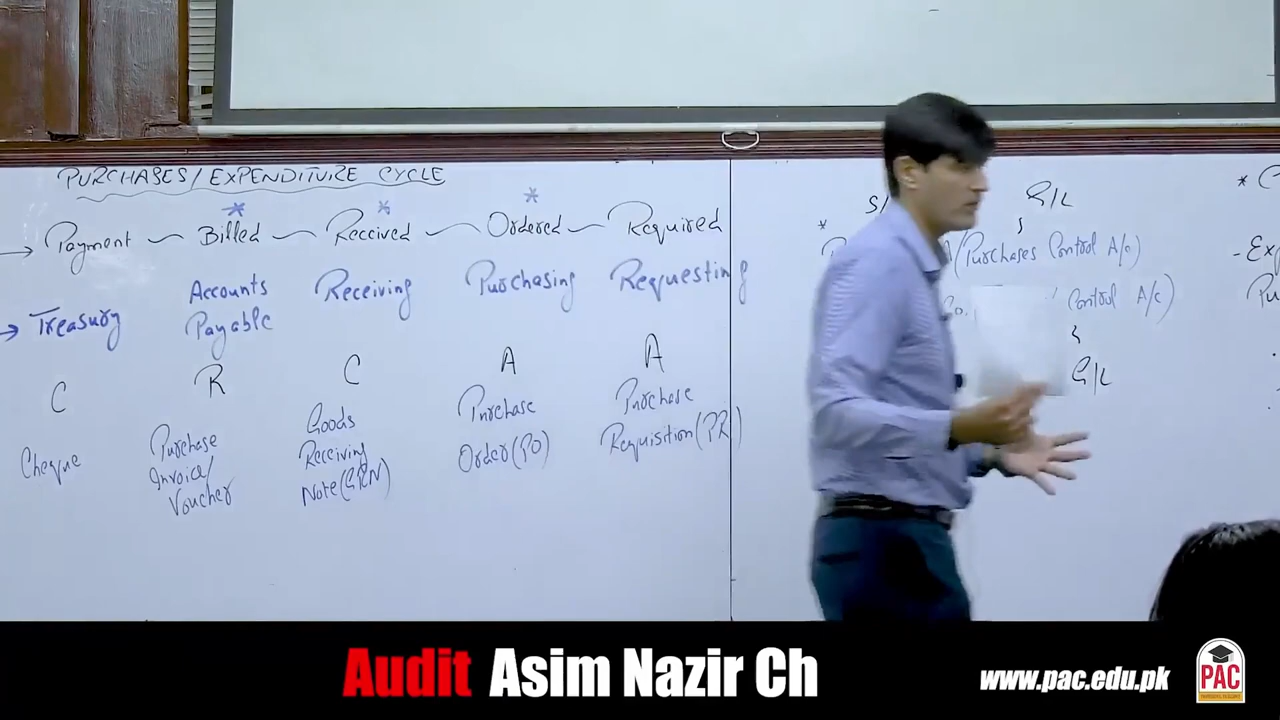 PURCHASES/EXPENDITURE CYCLE
* * *
→ Payment — Billed — Received — Ordered — Required
→ Treasury Accounts Payable Receiving Purchasing Requesting
C R C A A
Cheque
Purchase
Invoice/
Voucher
Goods
Receiving
Note(GRN)
Purchase
Order(PO)
Purchase
Requisition(PR)
S/ G/L
*
/Purchases Control A/c)
Control A/c)
G/L
* C
- Exp
Pu
Audit Asim Nazir Ch
www.pac.edu.pk
PAC